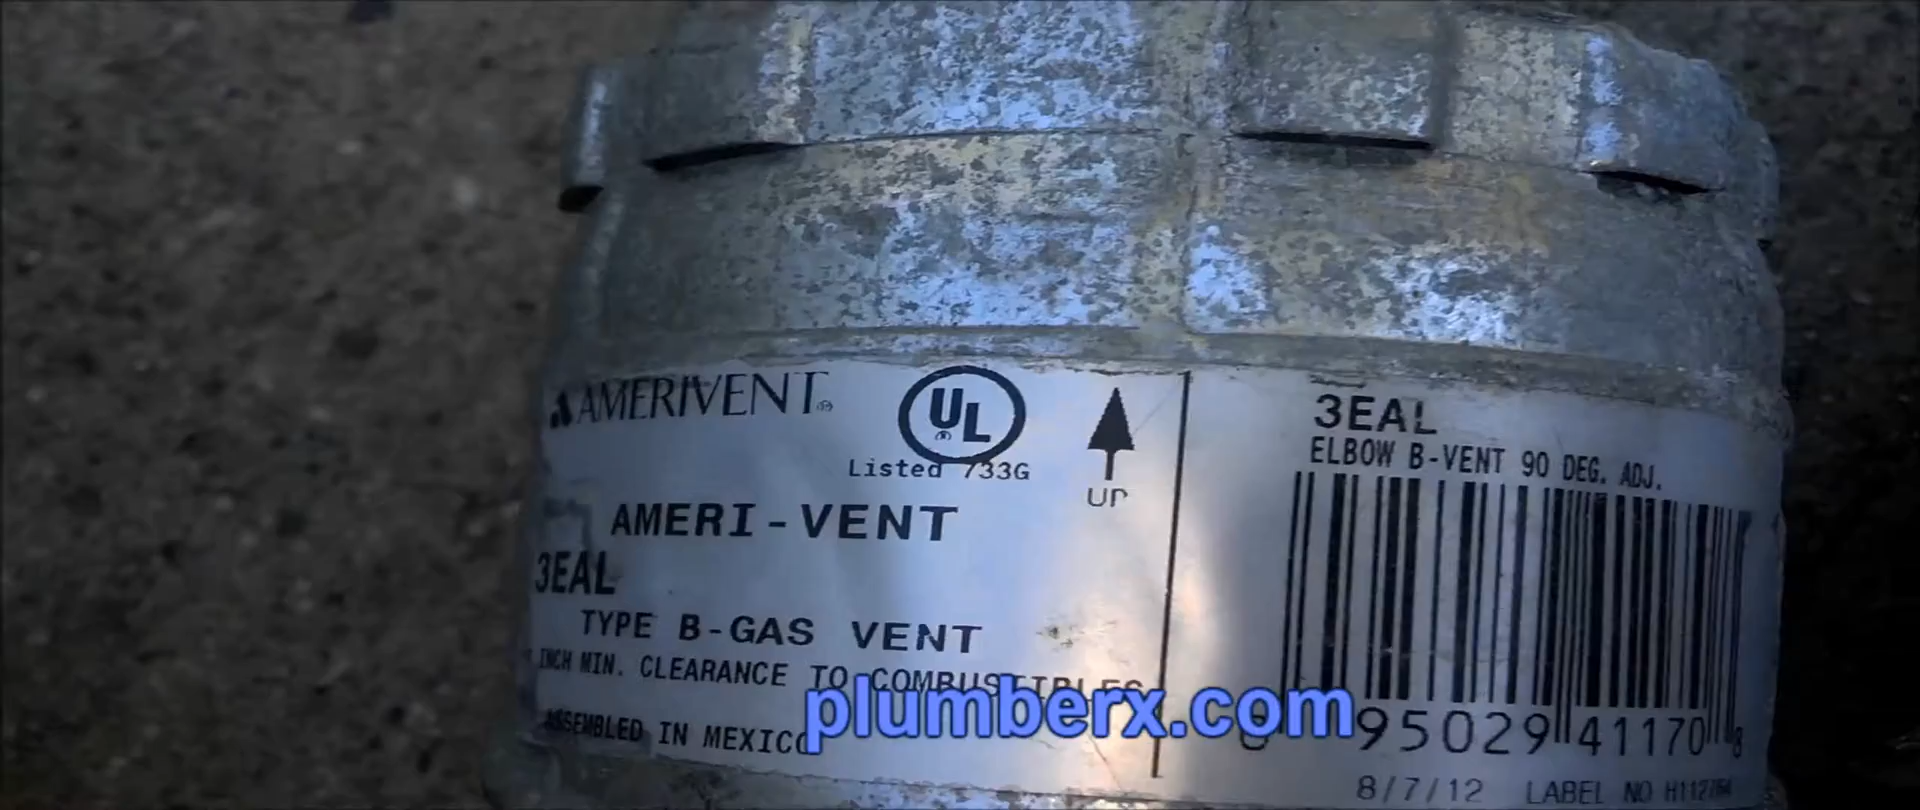 AMERIVENT®
UL
Listed 733G
UP
AMERI-VENT
3EAL
TYPE B-GAS VENT
INCH MIN. CLEARANCE TO COMBUSTIBLES
ASSEMBLED IN MEXICO
3EAL
ELBOW B-VENT 90 DEG. ADJ.
95029 41170 8
8/7/12 LABEL NO
plumberx.com